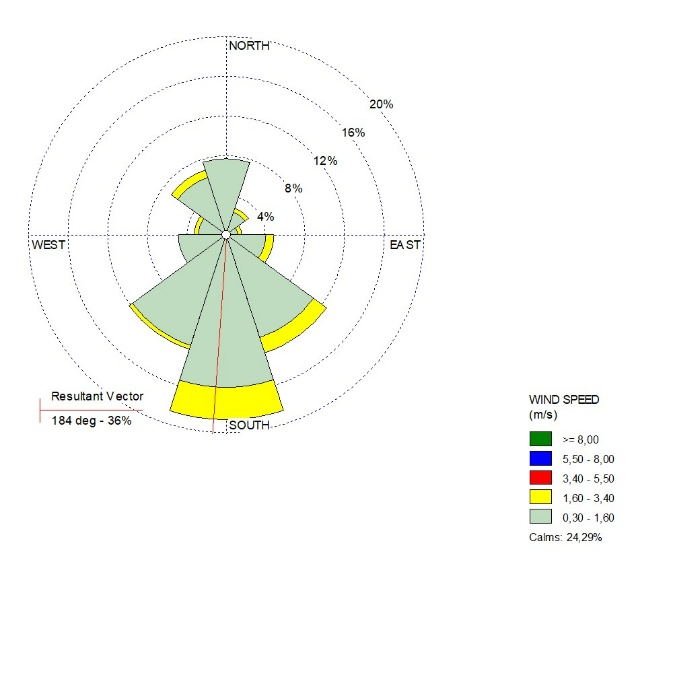 NORTH
20%
16%
12%
8%
4%
WEST
EAST
SOUTH
Resultant Vector
184 deg - 36%
WIND SPEED
(m/s)
>= 8,00
5,50 - 8,00
3,40 - 5,50
1,60 - 3,40
0,30 - 1,60
Calms: 24,29%